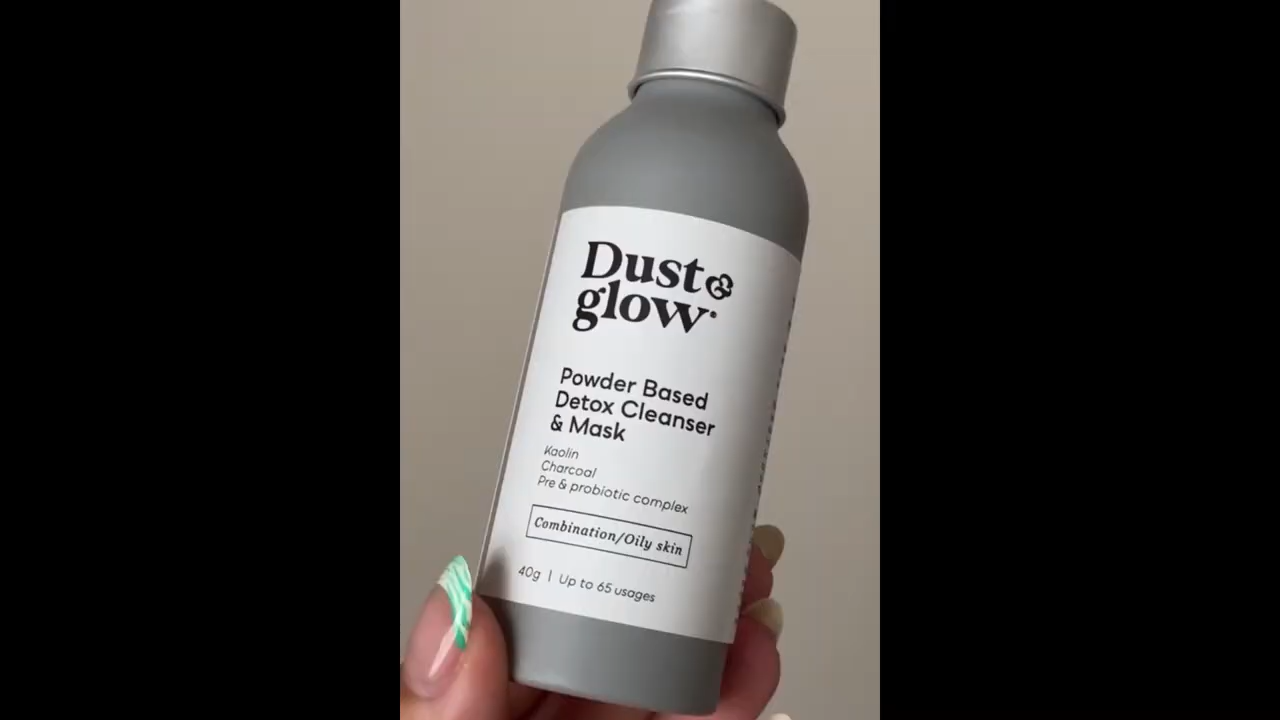 Dust&
glow®
Powder Based
Detox Cleanser
& Mask
Kaolin
Charcoal
Pre & probiotic complex
Combination/Oily skin
40g | Up to 65 usages